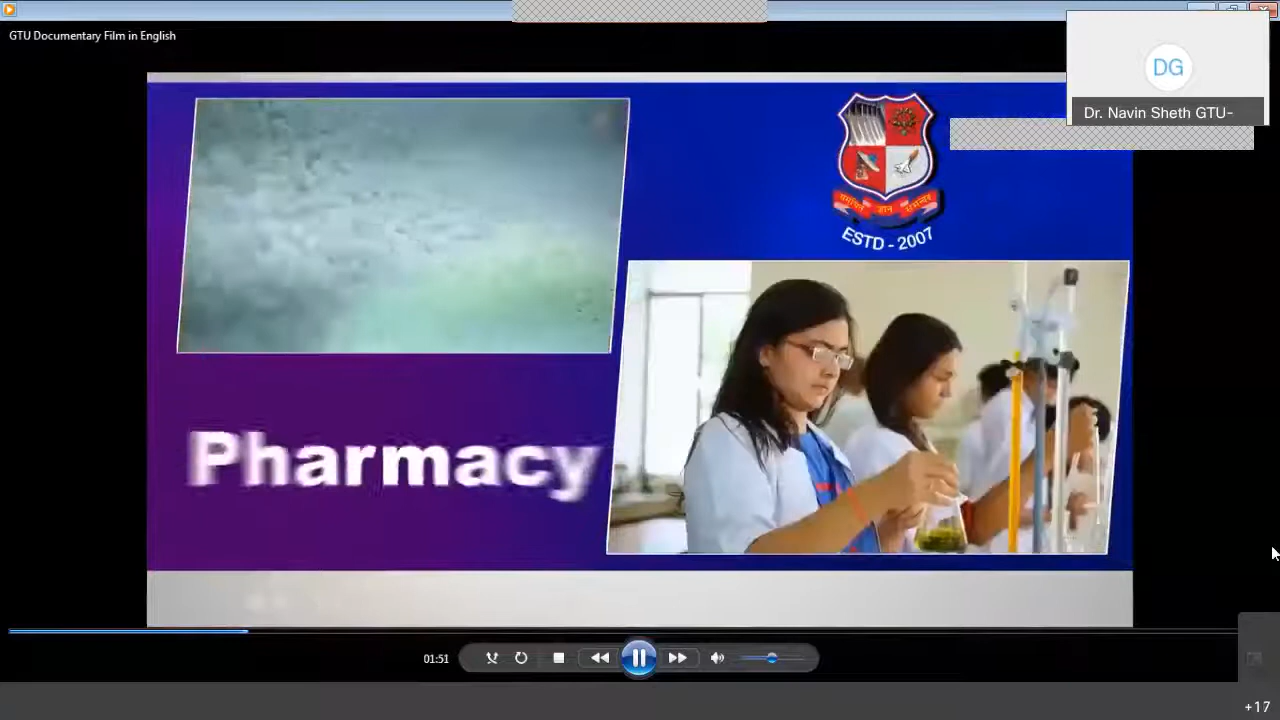 GTU Documentary Film in English
DG
Dr. Navin Sheth GTU-
ESTD - 2007
Pharmacy
01:51
+17